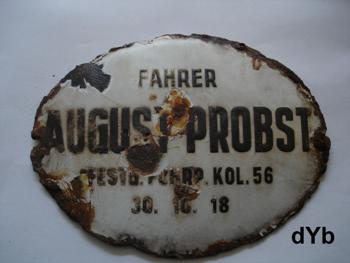 FAHRER
AUGUST PROBST
FESTG. FUHRP. KOL. 56
30. 10. 18
dYb